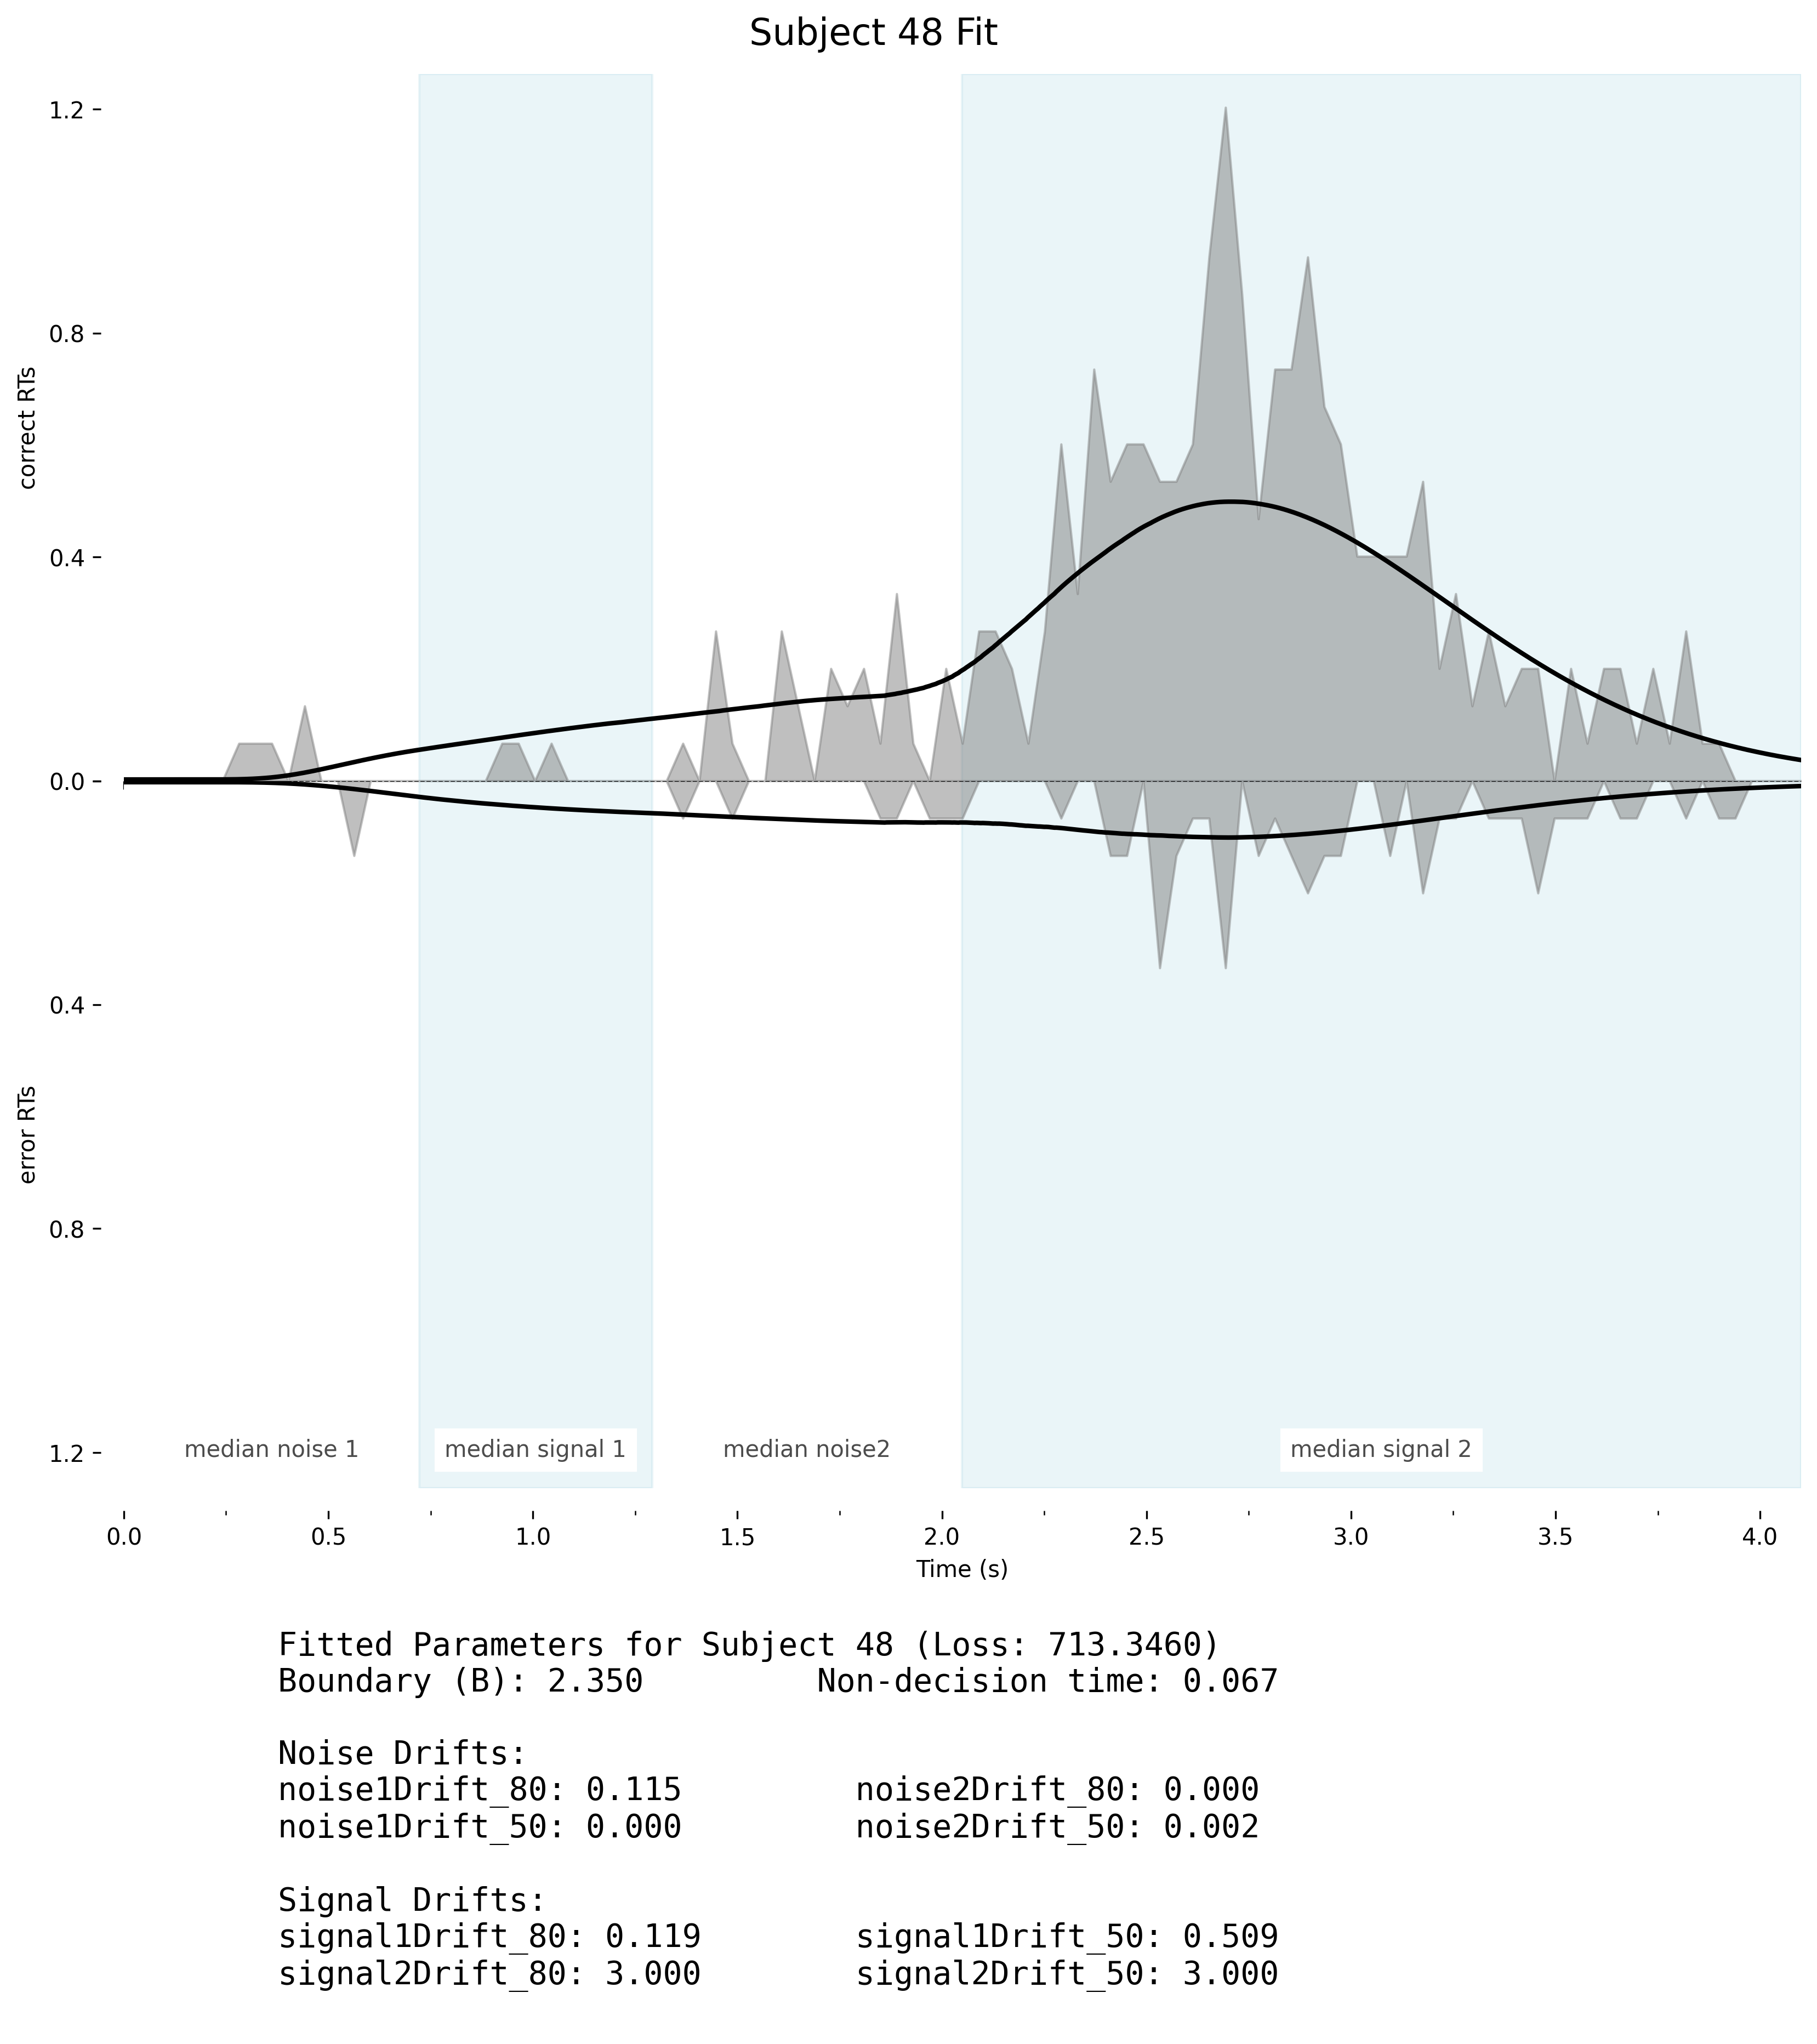 Subject 48 Fit
1.2
0.8
0.4
0.0
0.4
0.8
1.2
correct RTs
error RTs
median noise 1
median signal 1
median noise2
median signal 2
0.0 0.5 1.0 1.5 2.0 2.5 3.0 3.5 4.0
Time (s)
Fitted Parameters for Subject 48 (Loss: 713.3460)
Boundary (B): 2.350 Non-decision time: 0.067
Noise Drifts:
noise1Drift_80: 0.115 noise2Drift_80: 0.000
noise1Drift_50: 0.000 noise2Drift_50: 0.002
Signal Drifts:
signal1Drift_80: 0.119 signal1Drift_50: 0.509
signal2Drift_80: 3.000 signal2Drift_50: 3.000